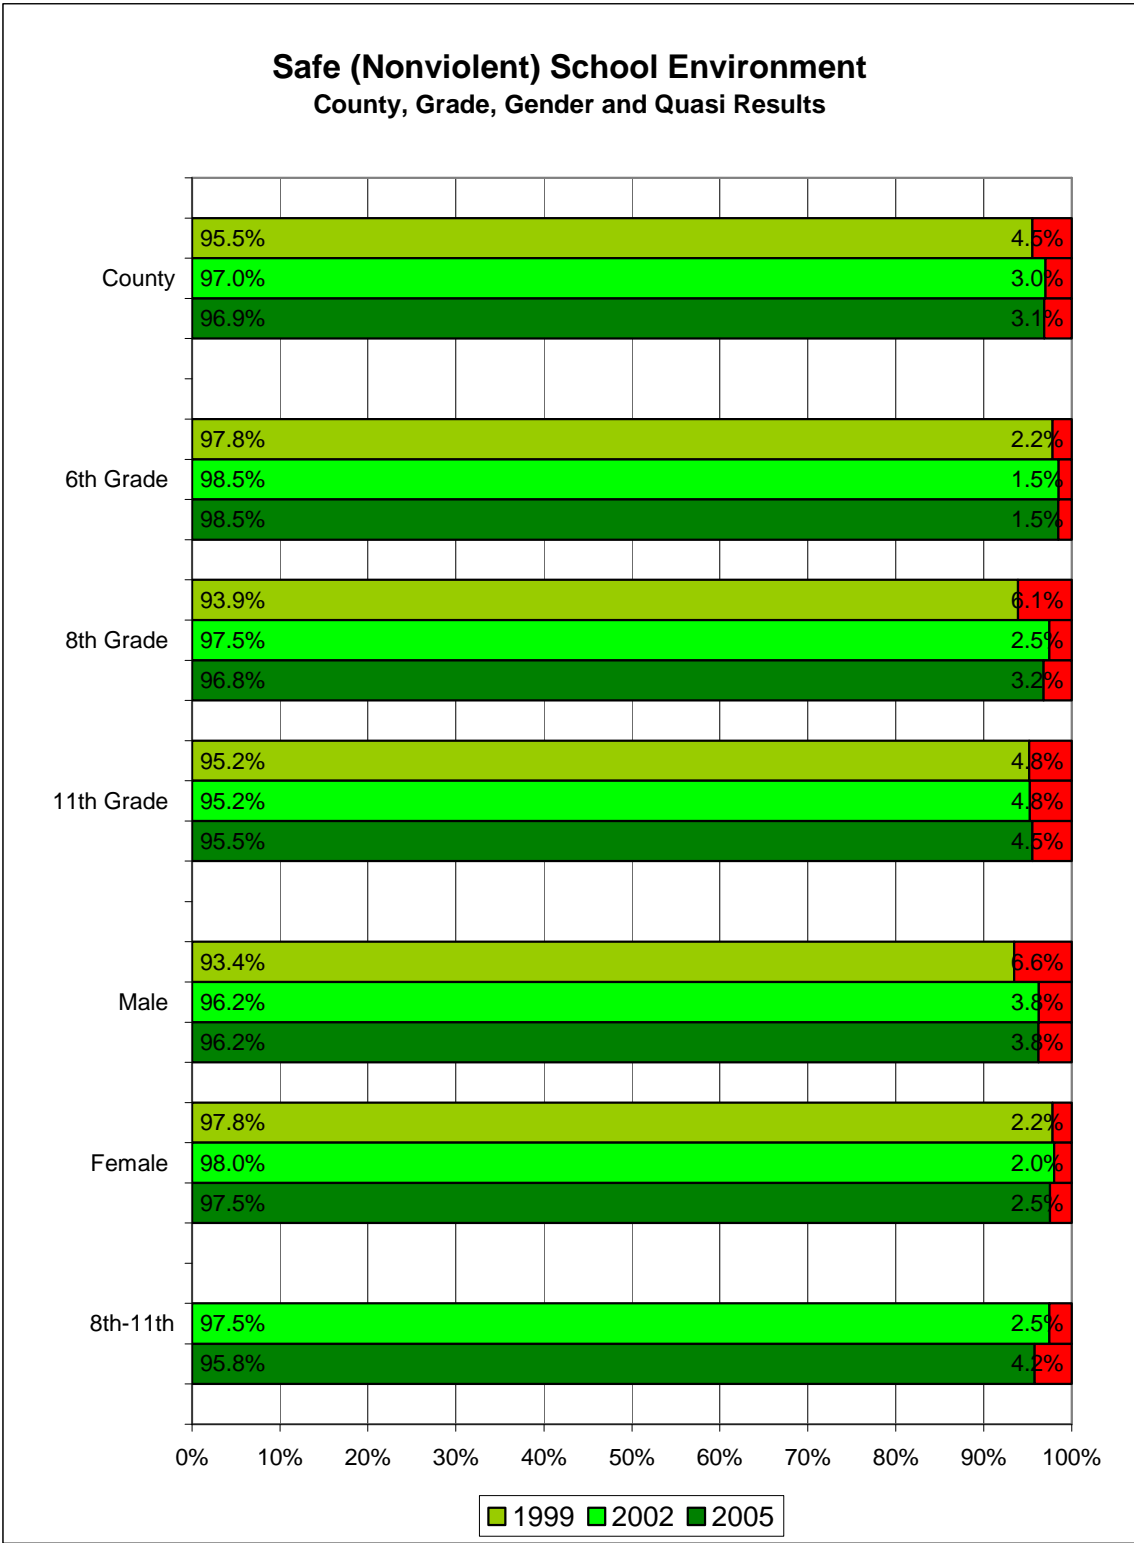 Safe (Nonviolent) School Environment
County, Grade, Gender and Quasi Results
95.5% 4.5%
County 97.0% 3.0%
96.9% 3.1%
97.8% 2.2%
6th Grade 98.5% 1.5%
98.5% 1.5%
93.9% 6.1%
8th Grade 97.5% 2.5%
96.8% 3.2%
95.2% 4.8%
11th Grade 95.2% 4.8%
95.5% 4.5%
93.4% 6.6%
Male 96.2% 3.8%
96.2% 3.8%
97.8% 2.2%
Female 98.0% 2.0%
97.5% 2.5%
8th-11th 97.5% 2.5%
95.8% 4.2%
0% 10% 20% 30% 40% 50% 60% 70% 80% 90% 100%
1999 2002 2005